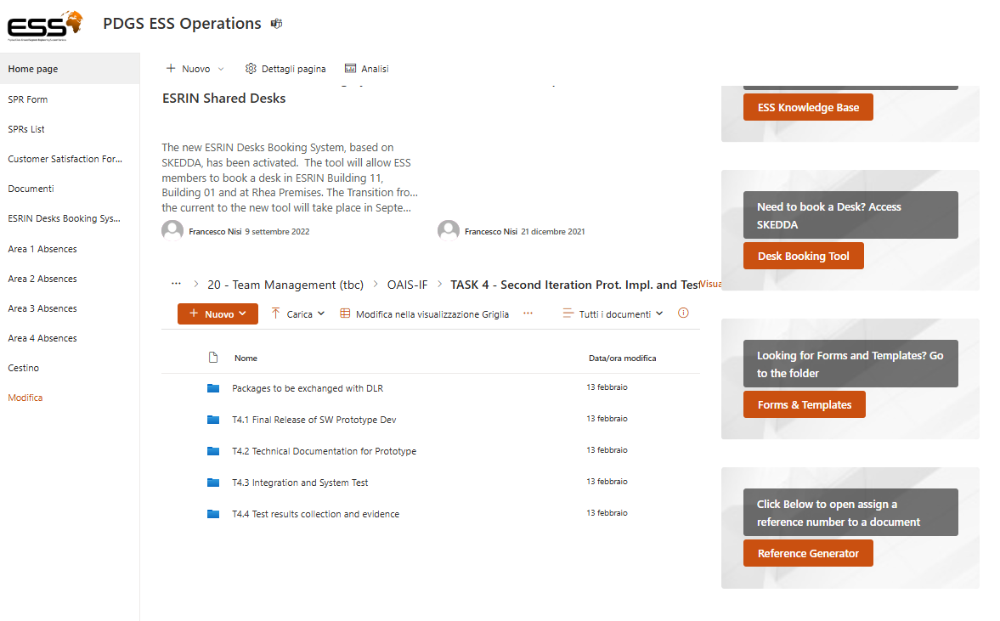 ESS
PDGS ESS Operations
Home page
SPR Form
SPRs List
Customer Satisfaction For...
Documenti
ESRIN Desks Booking Sys...
Area 1 Absences
Area 2 Absences
Area 3 Absences
Area 4 Absences
Cestino
Modifica
Nuovo
Dettagli pagina
Analisi
ESRIN Shared Desks
The new ESRIN Desks Booking System, based on
SKEDDA, has been activated. The tool will allow ESS
members to book a desk in ESRIN Building 11,
Building 01 and at Rhea Premises. The Transition fro...
the current to the new tool will take place in Septe...
Francesco Nisi 9 settembre 2022
Francesco Nisi 21 dicembre 2021
... > 20 - Team Management (tbc) > OAIS-IF > TASK 4 - Second Iteration Prot. Impl. and Test
Visua
Nuovo
Carica
Modifica nella visualizzazione Griglia
...
Tutti i documenti
Nome
Data/ora modifica
Packages to be exchanged with DLR
13 febbraio
T4.1 Final Release of SW Prototype Dev
13 febbraio
T4.2 Technical Documentation for Prototype
13 febbraio
T4.3 Integration and System Test
13 febbraio
T4.4 Test results collection and evidence
13 febbraio
ESS Knowledge Base
Need to book a Desk? Access
SKEDDA
Desk Booking Tool
Looking for Forms and Templates? Go
to the folder
Forms & Templates
Click Below to open assign a
reference number to a document
Reference Generator